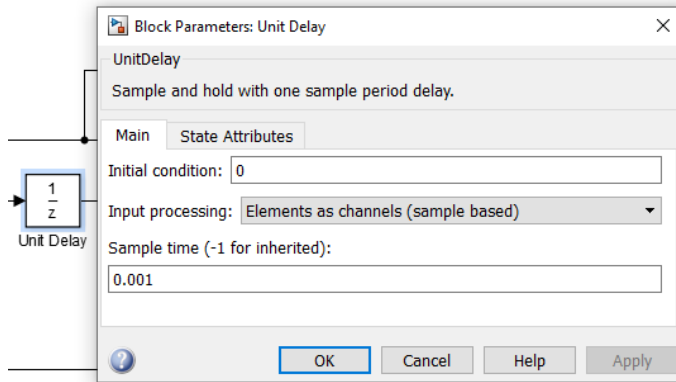 Block Parameters: Unit Delay
UnitDelay
Sample and hold with one sample period delay.
Main State Attributes
Initial condition: 0
Input processing: Elements as channels (sample based)
Sample time (-1 for inherited):
0.001
OK Cancel Help Apply
1
z
Unit Delay